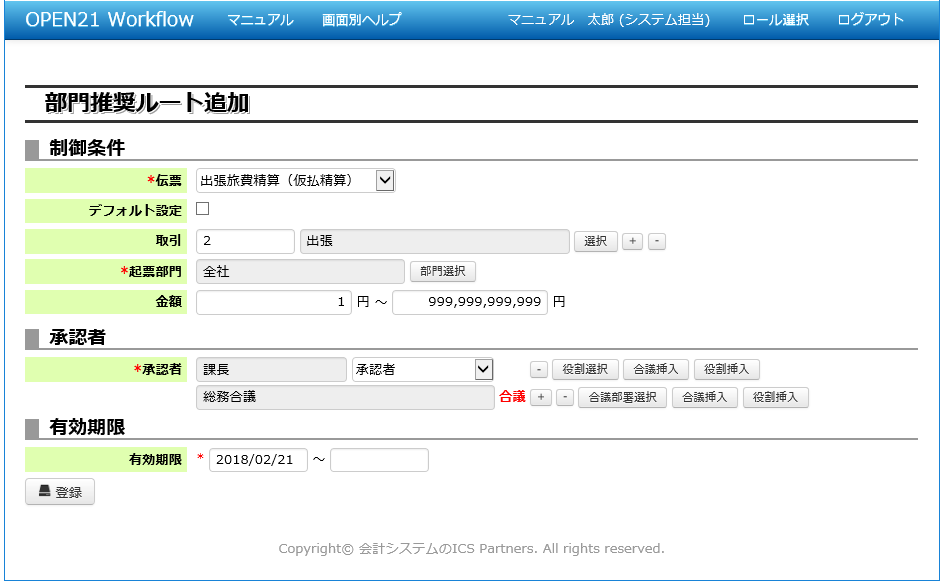 OPEN21 Workflow マニュアル 画面別ヘルプ マニュアル 太郎 (システム担当) ロール選択 ログアウト
部門推奨ルート追加
制御条件
*伝票 出張旅費精算（仮払精算）
デフォルト設定
取引 2 出張 選択 + -
*起票部門 全社 部門選択
金額 1 円 ～ 999,999,999,999 円
承認者
*承認者 課長 承認者 - 役割選択 合議挿入 役割挿入
総務合議 合議 + - 合議部署選択 合議挿入 役割挿入
有効期限
有効期限 * 2018/02/21 ～
登録
Copyright© 会計システムのICS Partners. All rights reserved.